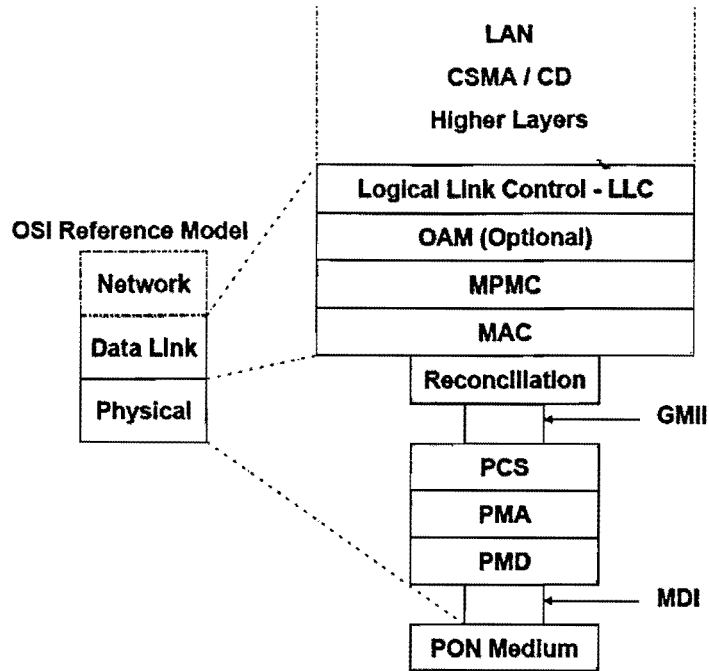 LAN
CSMA / CD
Higher Layers
Logical Link Control - LLC
OSI Reference Model
OAM (Optional)
Network
MPMC
Data Link
MAC
Physical
Reconciliation
GMII
PCS
PMA
PMD
MDI
PON Medium